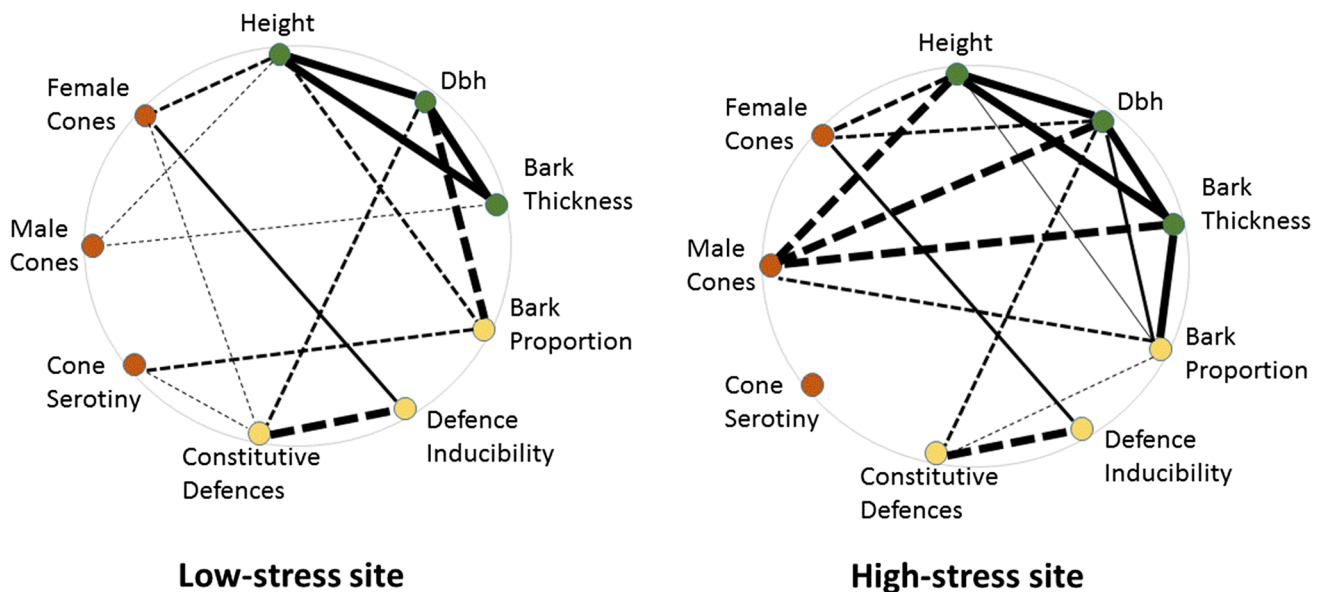 Height
Dbh
Female
Cones
Bark
Thickness
Male
Cones
Bark
Proportion
Cone
Serotiny
Defence
Inducibility
Constitutive
Defences
Low-stress site
Height
Dbh
Female
Cones
Bark
Thickness
Male
Cones
Bark
Proportion
Cone
Serotiny
Defence
Inducibility
Constitutive
Defences
High-stress site